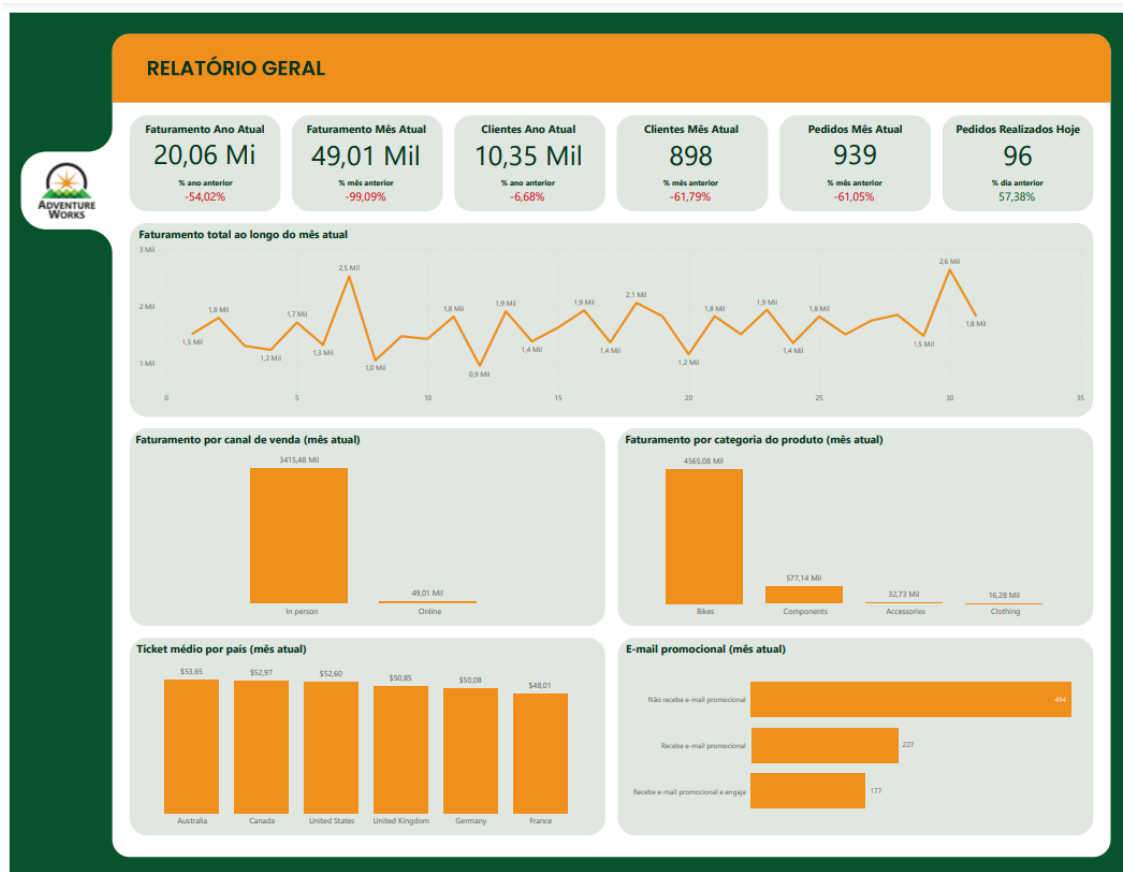 RELATÓRIO GERAL
ADVENTURE
WORKS
Faturamento Ano Atual
20,06 Mi
% ano anterior
-54,02%
Faturamento Mês Atual
49,01 Mil
% mês anterior
-99,09%
Clientes Ano Atual
10,35 Mil
% ano anterior
-6,68%
Clientes Mês Atual
898
% mês anterior
-61,79%
Pedidos Mês Atual
939
% mês anterior
-61,05%
Pedidos Realizados Hoje
96
% dia anterior
57,38%
Faturamento total ao longo do mês atual
3 Mil
2 Mil
1 Mil
1,5 Mil
1,8 Mil
1,2 Mil
1,7 Mil
1,3 Mil
2,5 Mil
1,0 Mil
1,8 Mil
0,9 Mil
1,9 Mil
1,4 Mil
1,9 Mil
1,4 Mil
2,1 Mil
1,2 Mil
1,8 Mil
1,9 Mil
1,4 Mil
1,8 Mil
1,5 Mil
2,6 Mil
1,8 Mil
0 5 10 15 20 25 30 35
Faturamento por canal de venda (mês atual)
3415,48 Mil
49,01 Mil
In person Online
Faturamento por categoria do produto (mês atual)
4565,08 Mil
577,14 Mil
32,73 Mil
16,28 Mil
Bikes Components Accessories Clothing
Ticket médio por país (mês atual)
$53,65 $52,97 $52,60 $50,85 $50,08 $48,01
Australia Canada United States United Kingdom Germany France
E-mail promocional (mês atual)
Não recebe e-mail promocional 494
Recebe e-mail promocional 227
Recebe e-mail promocional e engaja 177